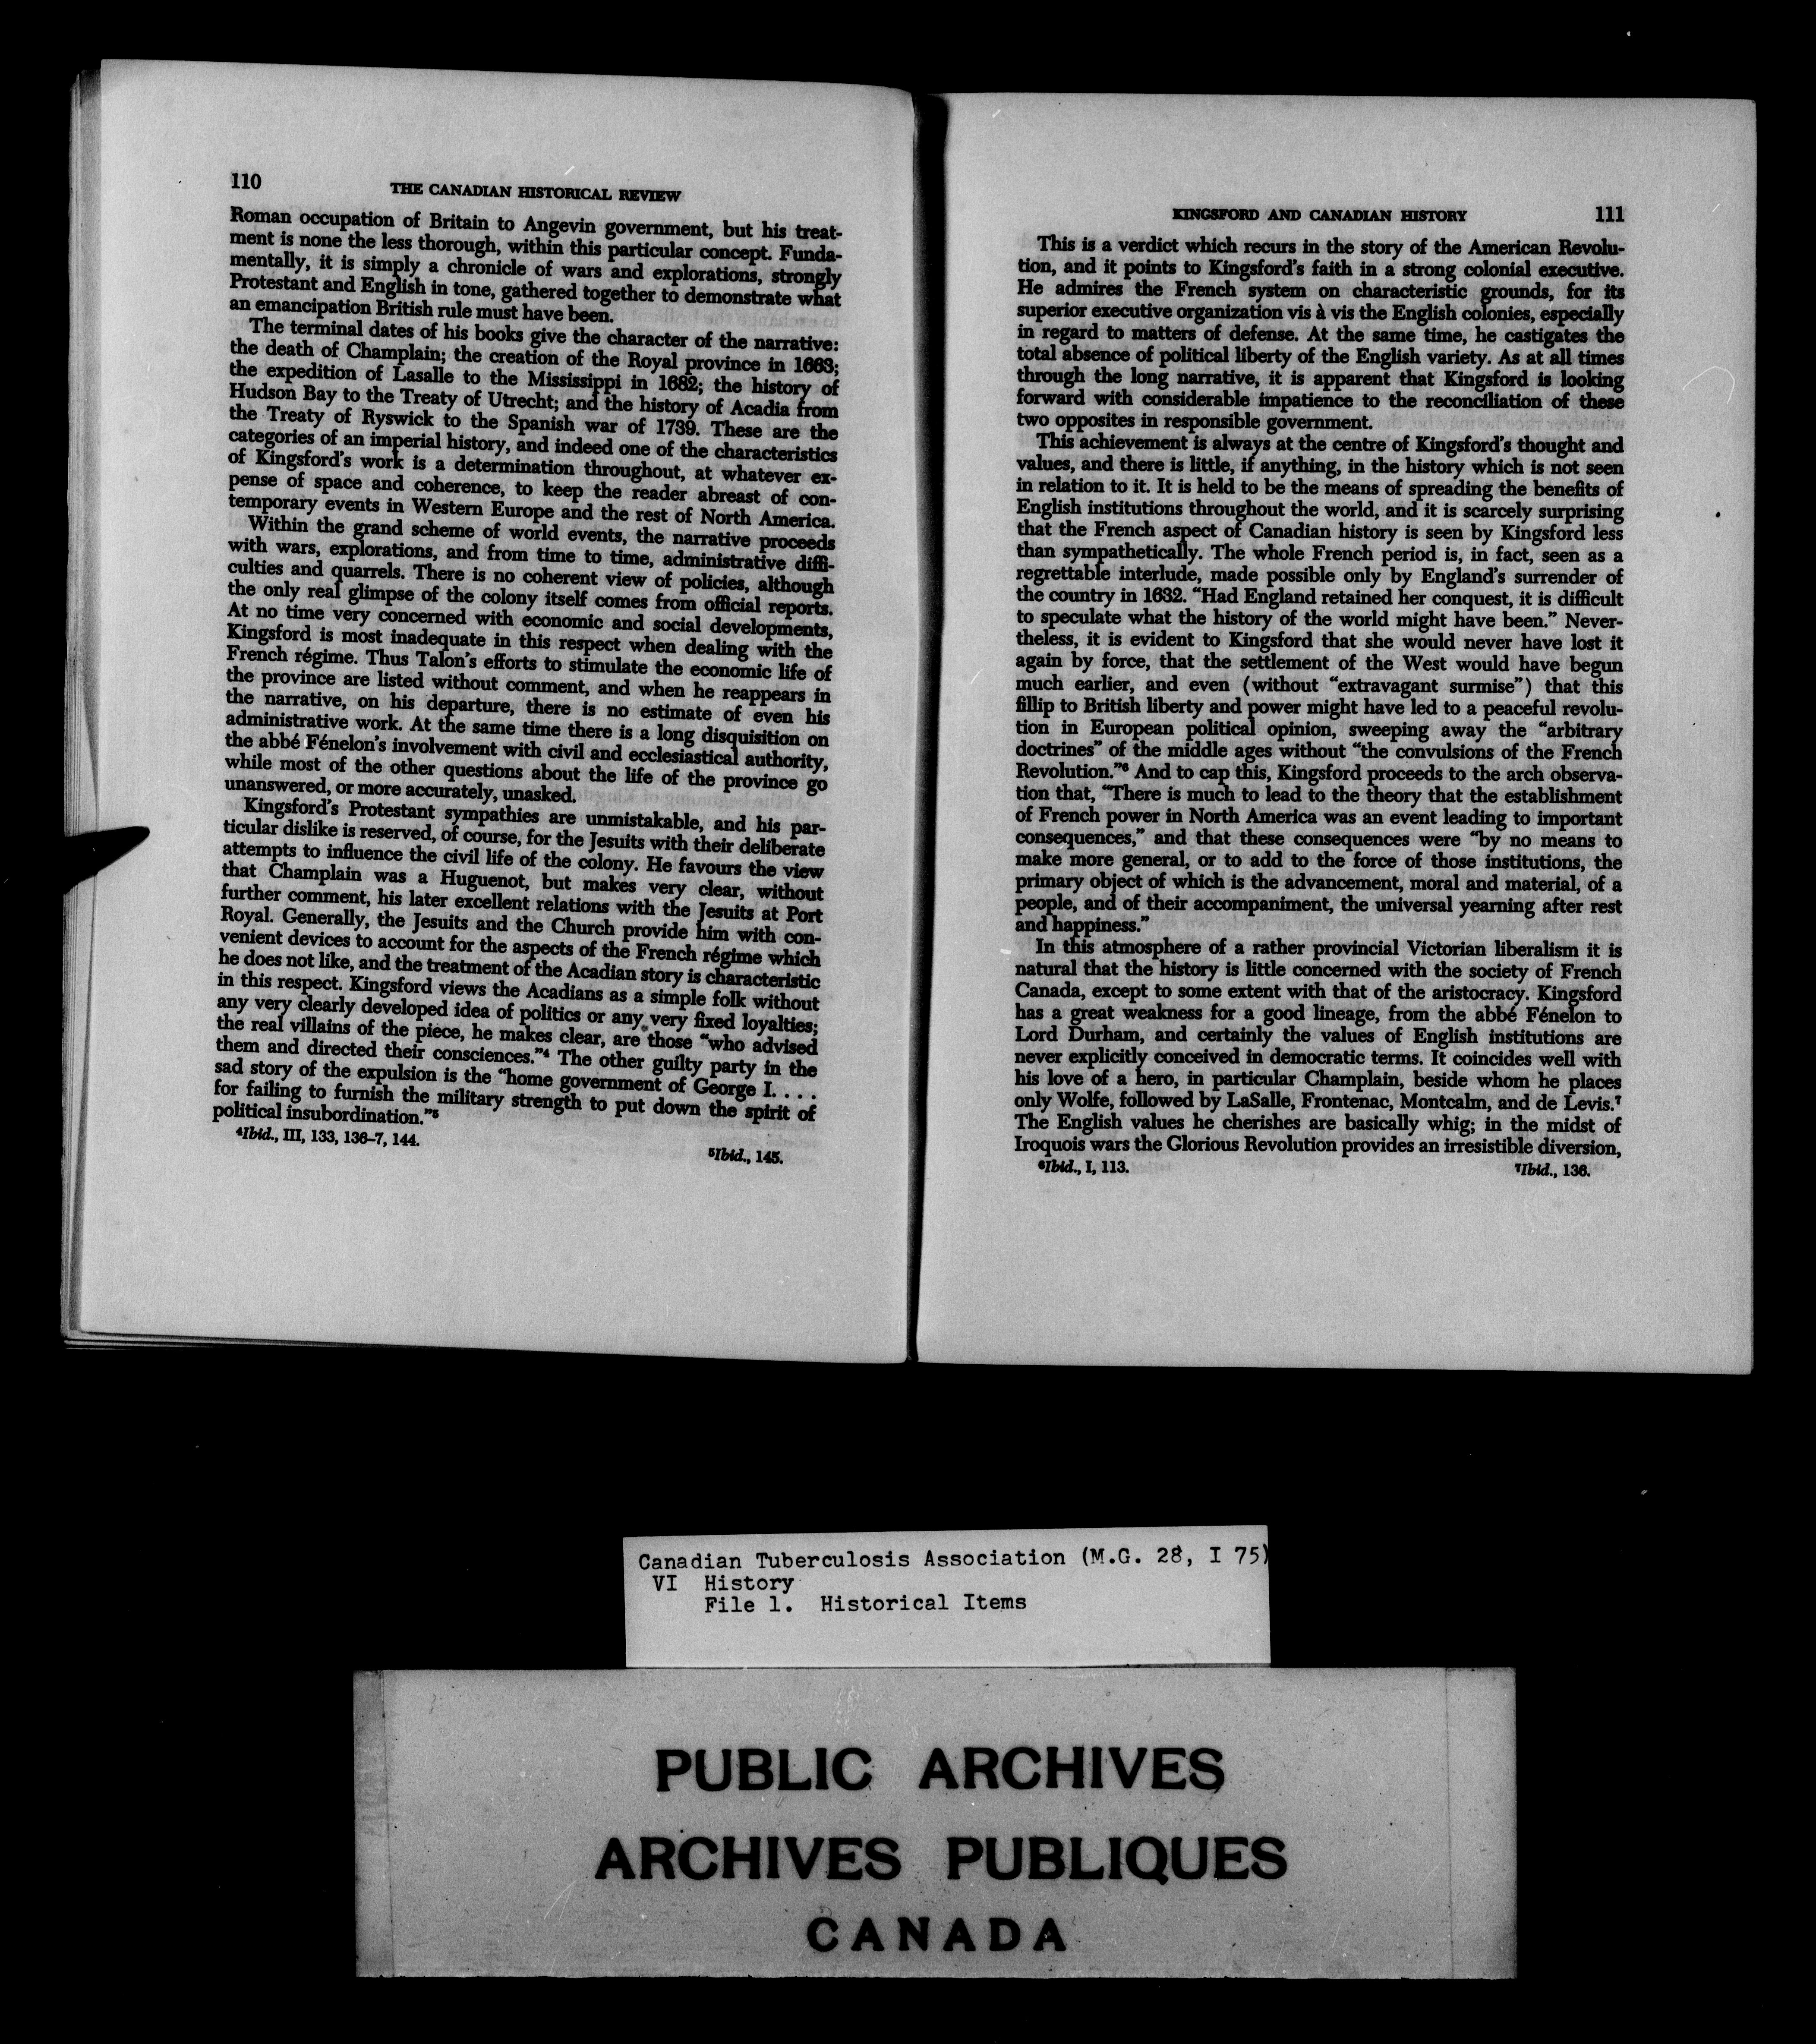 110
THE CANADIAN HISTORICAL REVIEW
Roman occupation of Britain to Angevin government, but his treat-
ment is none the less thorough, within this particular concept. Funda-
mentally, it is simply a chronicle of wars and explorations, strongly
Protestant and English in tone, gathered together to demonstrate what
an emancipation British rule must have been.
The terminal dates of his books give the character of the narrative:
the death of Champlain; the creation of the Royal province in 1663;
the expedition of Lasalle to the Mississippi in 1682; the history of
Hudson Bay to the Treaty of Utrecht; and the history of Acadia from
the Treaty of Ryswick to the Spanish war of 1739. These are the
categories of an imperial history, and indeed one of the characteristics
of Kingsford's work is a determination throughout, at whatever ex-
pense of space and coherence, to keep the reader abreast of con-
temporary events in Western Europe and the rest of North America.
Within the grand scheme of world events, the narrative proceeds
with wars, explorations, and from time to time, administrative diffi-
culties and quarrels. There is no coherent view of policies, although
the only real glimpse of the colony itself comes from official reports.
At no time very concerned with economic and social developments,
Kingsford is most inadequate in this respect when dealing with the
French régime. Thus Talon's efforts to stimulate the economic life of
the province are listed without comment, and when he reappears in
the narrative, on his departure, there is no estimate of even his
administrative work. At the same time there is a long disquisition on
the abbé Fénelon's involvement with civil and ecclesiastical authority,
while most of the other questions about the life of the province go
unanswered, or more accurately, unasked.
Kingsford's Protestant sympathies are unmistakable, and his par-
ticular dislike is reserved, of course, for the Jesuits with their deliberate
attempts to influence the civil life of the colony. He favours the view
that Champlain was a Huguenot, but makes very clear, without
further comment, his later excellent relations with the Jesuits at Port
Royal. Generally, the Jesuits and the Church provide him with con-
venient devices to account for the aspects of the French régime which
he does not like, and the treatment of the Acadian story is characteristic
in this respect. Kingsford views the Acadians as a simple folk without
any very clearly developed idea of politics or any very fixed loyalties;
the real villains of the piece, he makes clear, are those "who advised
them and directed their consciences."⁴ The other guilty party in the
sad story of the expulsion is the "home government of George I. . . .
for failing to furnish the military strength to put down the spirit of
political insubordination."⁵
⁴Ibid., III, 133, 136–7, 144.
⁵Ibid., 145.
KINGSFORD AND CANADIAN HISTORY
111
This is a verdict which recurs in the story of the American Revolu-
tion, and it points to Kingsford's faith in a strong colonial executive.
He admires the French system on characteristic grounds, for its
superior executive organization vis à vis the English colonies, especially
in regard to matters of defense. At the same time, he castigates the
total absence of political liberty of the English variety. As at all times
through the long narrative, it is apparent that Kingsford is looking
forward with considerable impatience to the reconciliation of these
two opposites in responsible government.
This achievement is always at the centre of Kingsford's thought and
values, and there is little, if anything, in the history which is not seen
in relation to it. It is held to be the means of spreading the benefits of
English institutions throughout the world, and it is scarcely surprising
that the French aspect of Canadian history is seen by Kingsford less
than sympathetically. The whole French period is, in fact, seen as a
regrettable interlude, made possible only by England's surrender of
the country in 1632. "Had England retained her conquest, it is difficult
to speculate what the history of the world might have been." Never-
theless, it is evident to Kingsford that she would never have lost it
again by force, that the settlement of the West would have begun
much earlier, and even (without "extravagant surmise") that this
fillip to British liberty and power might have led to a peaceful revolu-
tion in European political opinion, sweeping away the "arbitrary
doctrines" of the middle ages without "the convulsions of the French
Revolution."⁶ And to cap this, Kingsford proceeds to the arch observa-
tion that, "There is much to lead to the theory that the establishment
of French power in North America was an event leading to important
consequences," and that these consequences were "by no means to
make more general, or to add to the force of those institutions, the
primary object of which is the advancement, moral and material, of a
people, and of their accompaniment, the universal yearning after rest
and happiness."
In this atmosphere of a rather provincial Victorian liberalism it is
natural that the history is little concerned with the society of French
Canada, except to some extent with that of the aristocracy. Kingsford
has a great weakness for a good lineage, from the abbé Fénelon to
Lord Durham, and certainly the values of English institutions are
never explicitly conceived in democratic terms. It coincides well with
his love of a hero, in particular Champlain, beside whom he places
only Wolfe, followed by LaSalle, Frontenac, Montcalm, and de Levis.⁷
The English values he cherishes are basically whig; in the midst of
Iroquois wars the Glorious Revolution provides an irresistible diversion,
⁶Ibid., I, 113.
⁷Ibid., 136.
Canadian Tuberculosis Association (M.G. 28, I 75)
VI History
File 1. Historical Items
PUBLIC ARCHIVES
ARCHIVES PUBLIQUES
CANADA